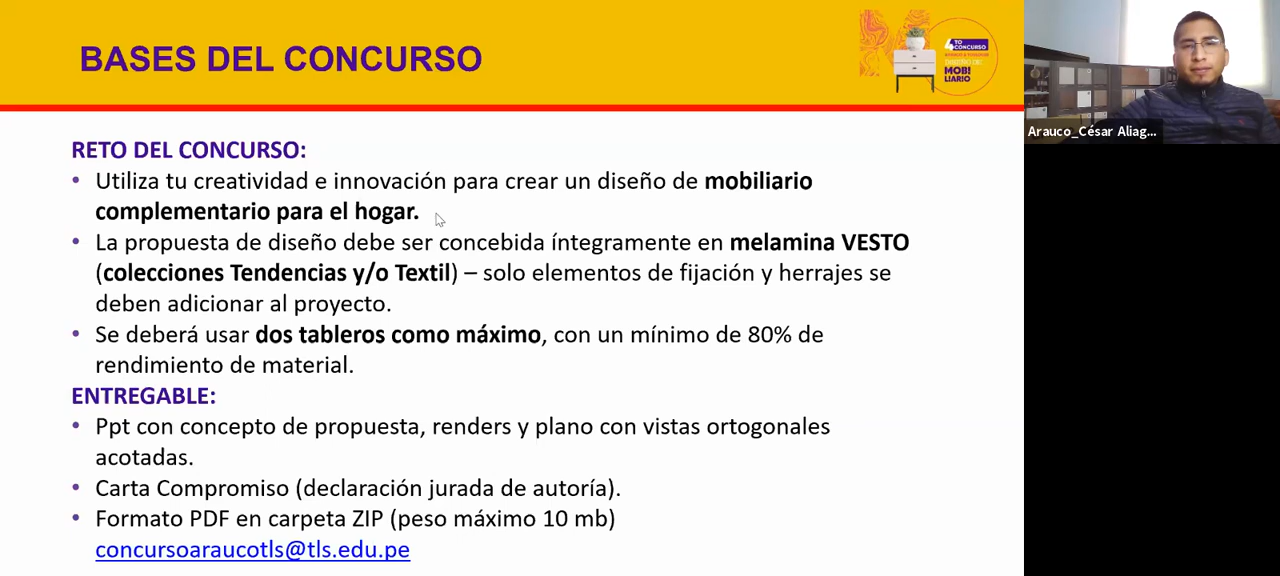 BASES DEL CONCURSO
4TO
CONCURSO
DISEÑO DE
MOBI
LIARIO
Arauco_César Aliag...
RETO DEL CONCURSO:
• Utiliza tu creatividad e innovación para crear un diseño de mobiliario
complementario para el hogar.
• La propuesta de diseño debe ser concebida íntegramente en melamina VESTO
(colecciones Tendencias y/o Textil) – solo elementos de fijación y herrajes se
deben adicionar al proyecto.
• Se deberá usar dos tableros como máximo, con un mínimo de 80% de
rendimiento de material.
ENTREGABLE:
• Ppt con concepto de propuesta, renders y plano con vistas ortogonales
acotadas.
• Carta Compromiso (declaración jurada de autoría).
• Formato PDF en carpeta ZIP (peso máximo 10 mb)
concursoaraucotls@tls.edu.pe